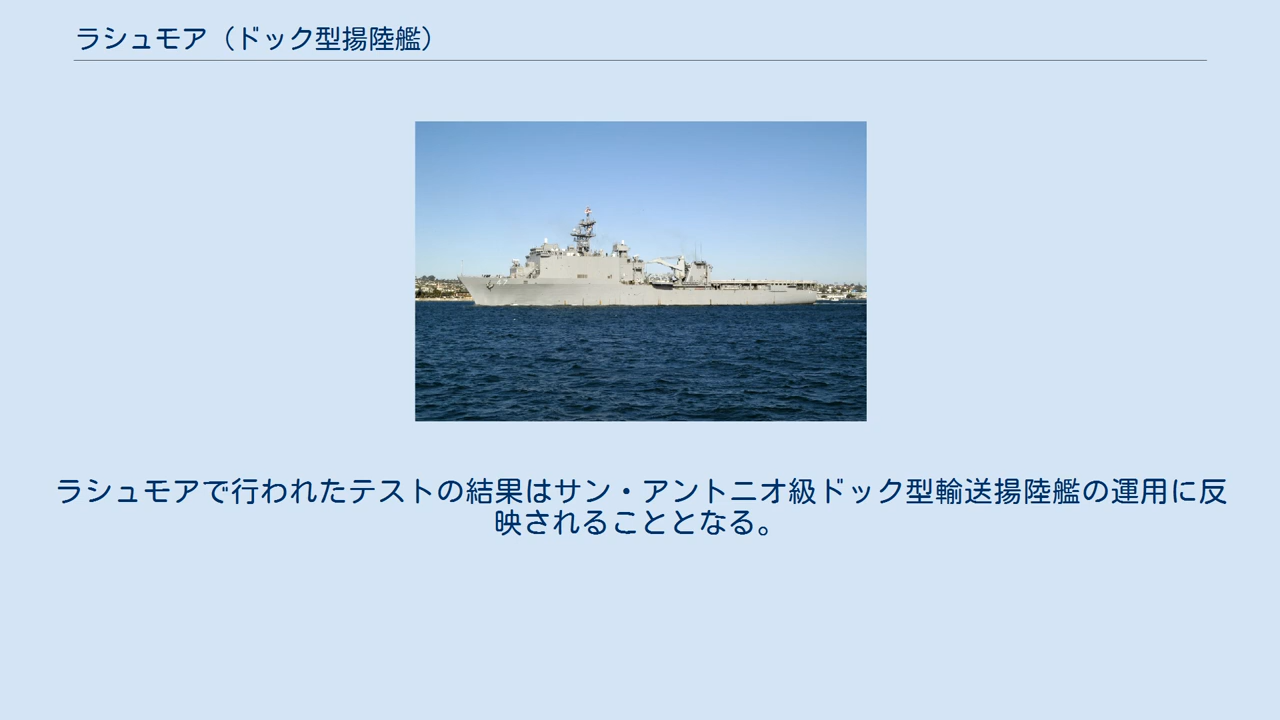 ラシュモア（ドック型揚陸艦）
ラシュモアで行われたテストの結果はサン・アントニオ級ドック型輸送揚陸艦の運用に反
映されることとなる。